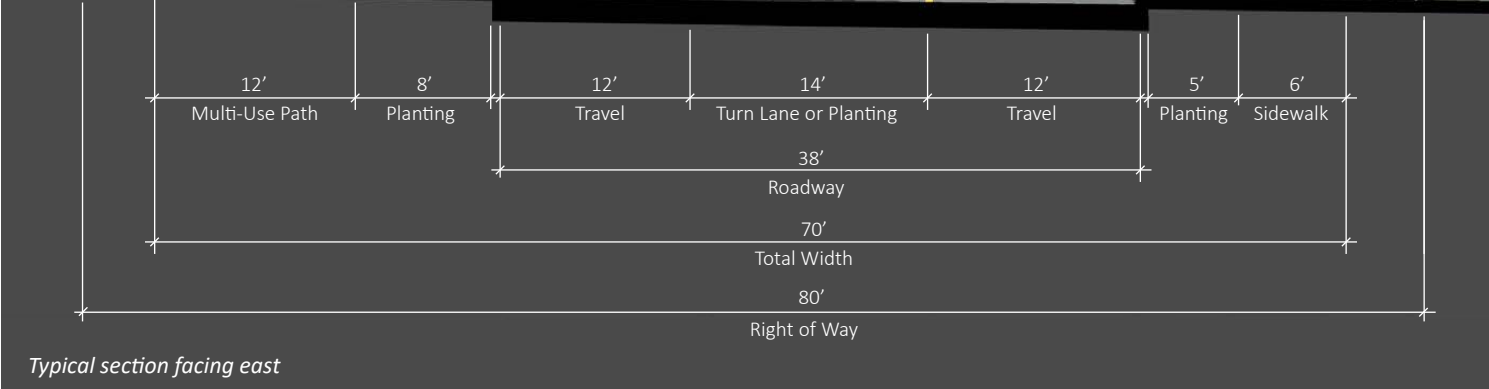 12’ 8’ 12’ 14’ 12’ 5’ 6’
Multi-Use Path Planting Travel Turn Lane or Planting Travel Planting Sidewalk
38’
Roadway
70’
Total Width
80’
Right of Way
Typical section facing east